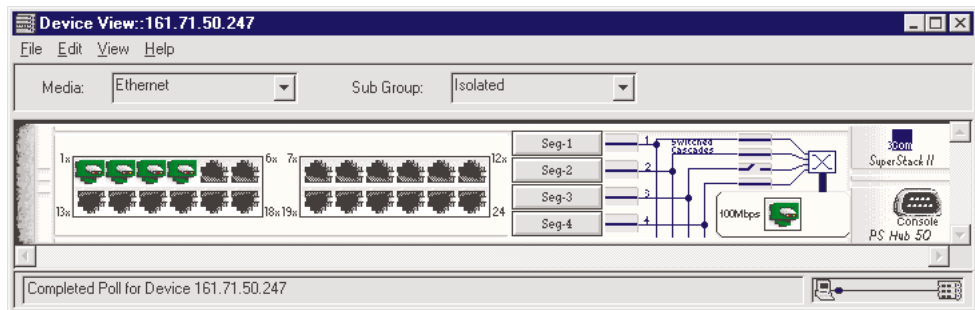 Device View::161.71.50.247
File Edit View Help
Media: Ethernet Sub Group: Isolated
1x 6x 7x 12x
13x 18x 19x 24
Seg-1 1
Seg-2 2
Seg-3 3
Seg-4 4
Switched
Cascades
100Mbps
3Com
SuperStack II
Console
PS Hub 50
Completed Poll for Device 161.71.50.247